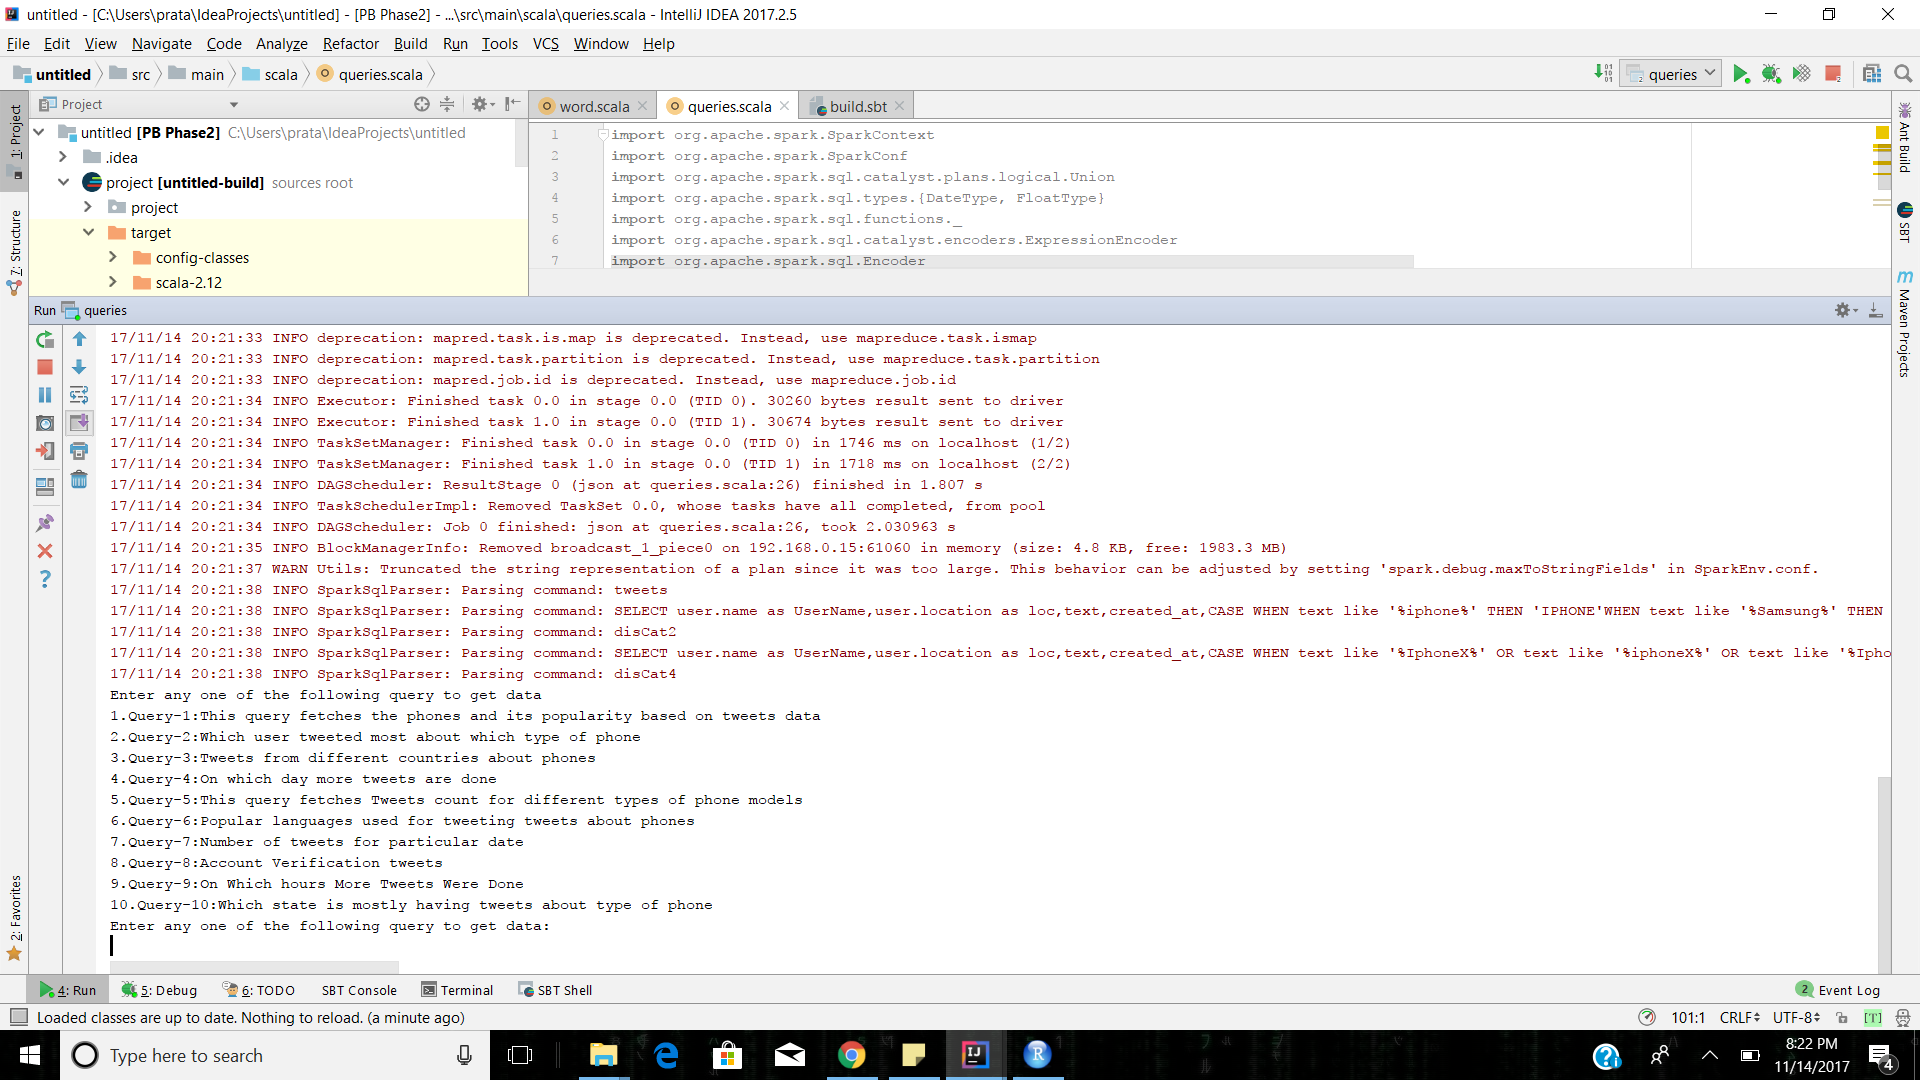 untitled - [C:\Users\prata\IdeaProjects\untitled] - [PB Phase2] - ...\src\main\scala\queries.scala - IntelliJ IDEA 2017.2.5
File Edit View Navigate Code Analyze Refactor Build Run Tools VCS Window Help
untitled src main scala queries.scala
queries
Project
word.scala queries.scala build.sbt
1: Project
7: Structure
2: Favorites
untitled [PB Phase2] C:\Users\prata\IdeaProjects\untitled
.idea
project [untitled-build] sources root
project
target
config-classes
scala-2.12
1 import org.apache.spark.SparkContext
2 import org.apache.spark.SparkConf
3 import org.apache.spark.sql.catalyst.plans.logical.Union
4 import org.apache.spark.sql.types.{DateType, FloatType}
5 import org.apache.spark.sql.functions._
6 import org.apache.spark.sql.catalyst.encoders.ExpressionEncoder
7 import org.apache.spark.sql.Encoder
Ant Build
SBT
Maven Projects
Run queries
17/11/14 20:21:33 INFO deprecation: mapred.task.is.map is deprecated. Instead, use mapreduce.task.ismap
17/11/14 20:21:33 INFO deprecation: mapred.task.partition is deprecated. Instead, use mapreduce.task.partition
17/11/14 20:21:33 INFO deprecation: mapred.job.id is deprecated. Instead, use mapreduce.job.id
17/11/14 20:21:34 INFO Executor: Finished task 0.0 in stage 0.0 (TID 0). 30260 bytes result sent to driver
17/11/14 20:21:34 INFO Executor: Finished task 1.0 in stage 0.0 (TID 1). 30674 bytes result sent to driver
17/11/14 20:21:34 INFO TaskSetManager: Finished task 0.0 in stage 0.0 (TID 0) in 1746 ms on localhost (1/2)
17/11/14 20:21:34 INFO TaskSetManager: Finished task 1.0 in stage 0.0 (TID 1) in 1718 ms on localhost (2/2)
17/11/14 20:21:34 INFO DAGScheduler: ResultStage 0 (json at queries.scala:26) finished in 1.807 s
17/11/14 20:21:34 INFO TaskSchedulerImpl: Removed TaskSet 0.0, whose tasks have all completed, from pool
17/11/14 20:21:34 INFO DAGScheduler: Job 0 finished: json at queries.scala:26, took 2.030963 s
17/11/14 20:21:35 INFO BlockManagerInfo: Removed broadcast_1_piece0 on 192.168.0.15:61060 in memory (size: 4.8 KB, free: 1983.3 MB)
17/11/14 20:21:37 WARN Utils: Truncated the string representation of a plan since it was too large. This behavior can be adjusted by setting 'spark.debug.maxToStringFields' in SparkEnv.conf.
17/11/14 20:21:38 INFO SparkSqlParser: Parsing command: tweets
17/11/14 20:21:38 INFO SparkSqlParser: Parsing command: SELECT user.name as UserName,user.location as loc,text,created_at,CASE WHEN text like '%iphone%' THEN 'IPHONE'WHEN text like '%Samsung%' THEN
17/11/14 20:21:38 INFO SparkSqlParser: Parsing command: disCat2
17/11/14 20:21:38 INFO SparkSqlParser: Parsing command: SELECT user.name as UserName,user.location as loc,text,created_at,CASE WHEN text like '%IphoneX%' OR text like '%iphoneX%' OR text like '%Ipho
17/11/14 20:21:38 INFO SparkSqlParser: Parsing command: disCat4
Enter any one of the following query to get data
1.Query-1:This query fetches the phones and its popularity based on tweets data
2.Query-2:Which user tweeted most about which type of phone
3.Query-3:Tweets from different countries about phones
4.Query-4:On which day more tweets are done
5.Query-5:This query fetches Tweets count for different types of phone models
6.Query-6:Popular languages used for tweeting tweets about phones
7.Query-7:Number of tweets for particular date
8.Query-8:Account Verification tweets
9.Query-9:On Which hours More Tweets Were Done
10.Query-10:Which state is mostly having tweets about type of phone
Enter any one of the following query to get data:
4: Run 5: Debug 6: TODO SBT Console Terminal SBT Shell 2 Event Log
Loaded classes are up to date. Nothing to reload. (a minute ago) 101:1 CRLF UTF-8 [T]
Type here to search
8:22 PM
11/14/2017
4